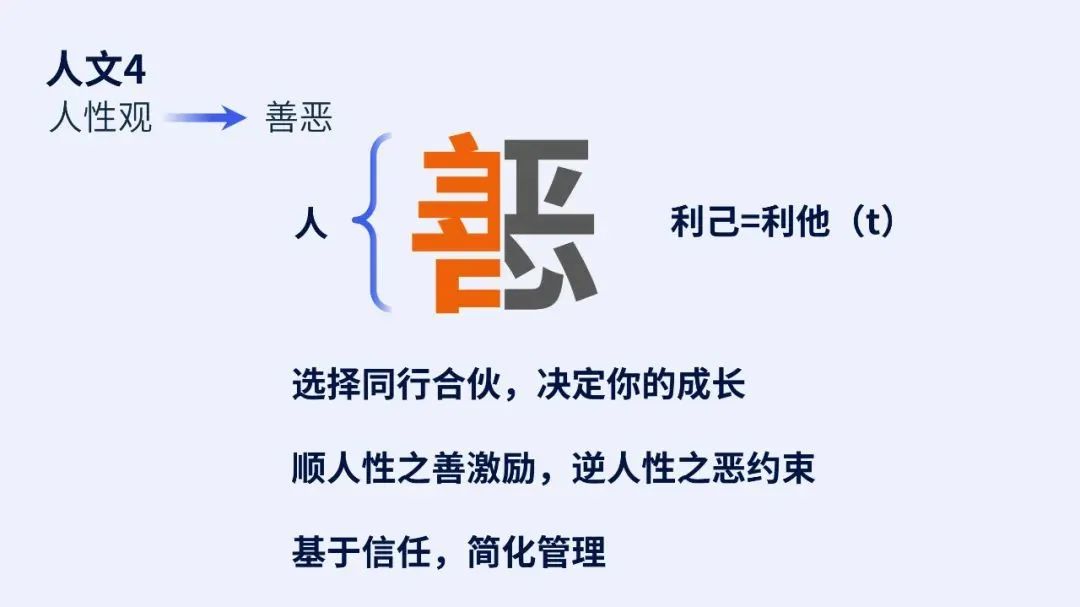 人文4
人性观 善恶
人
善恶
利己=利他（t）
选择同行合伙，决定你的成长
顺人性之善激励，逆人性之恶约束
基于信任，简化管理